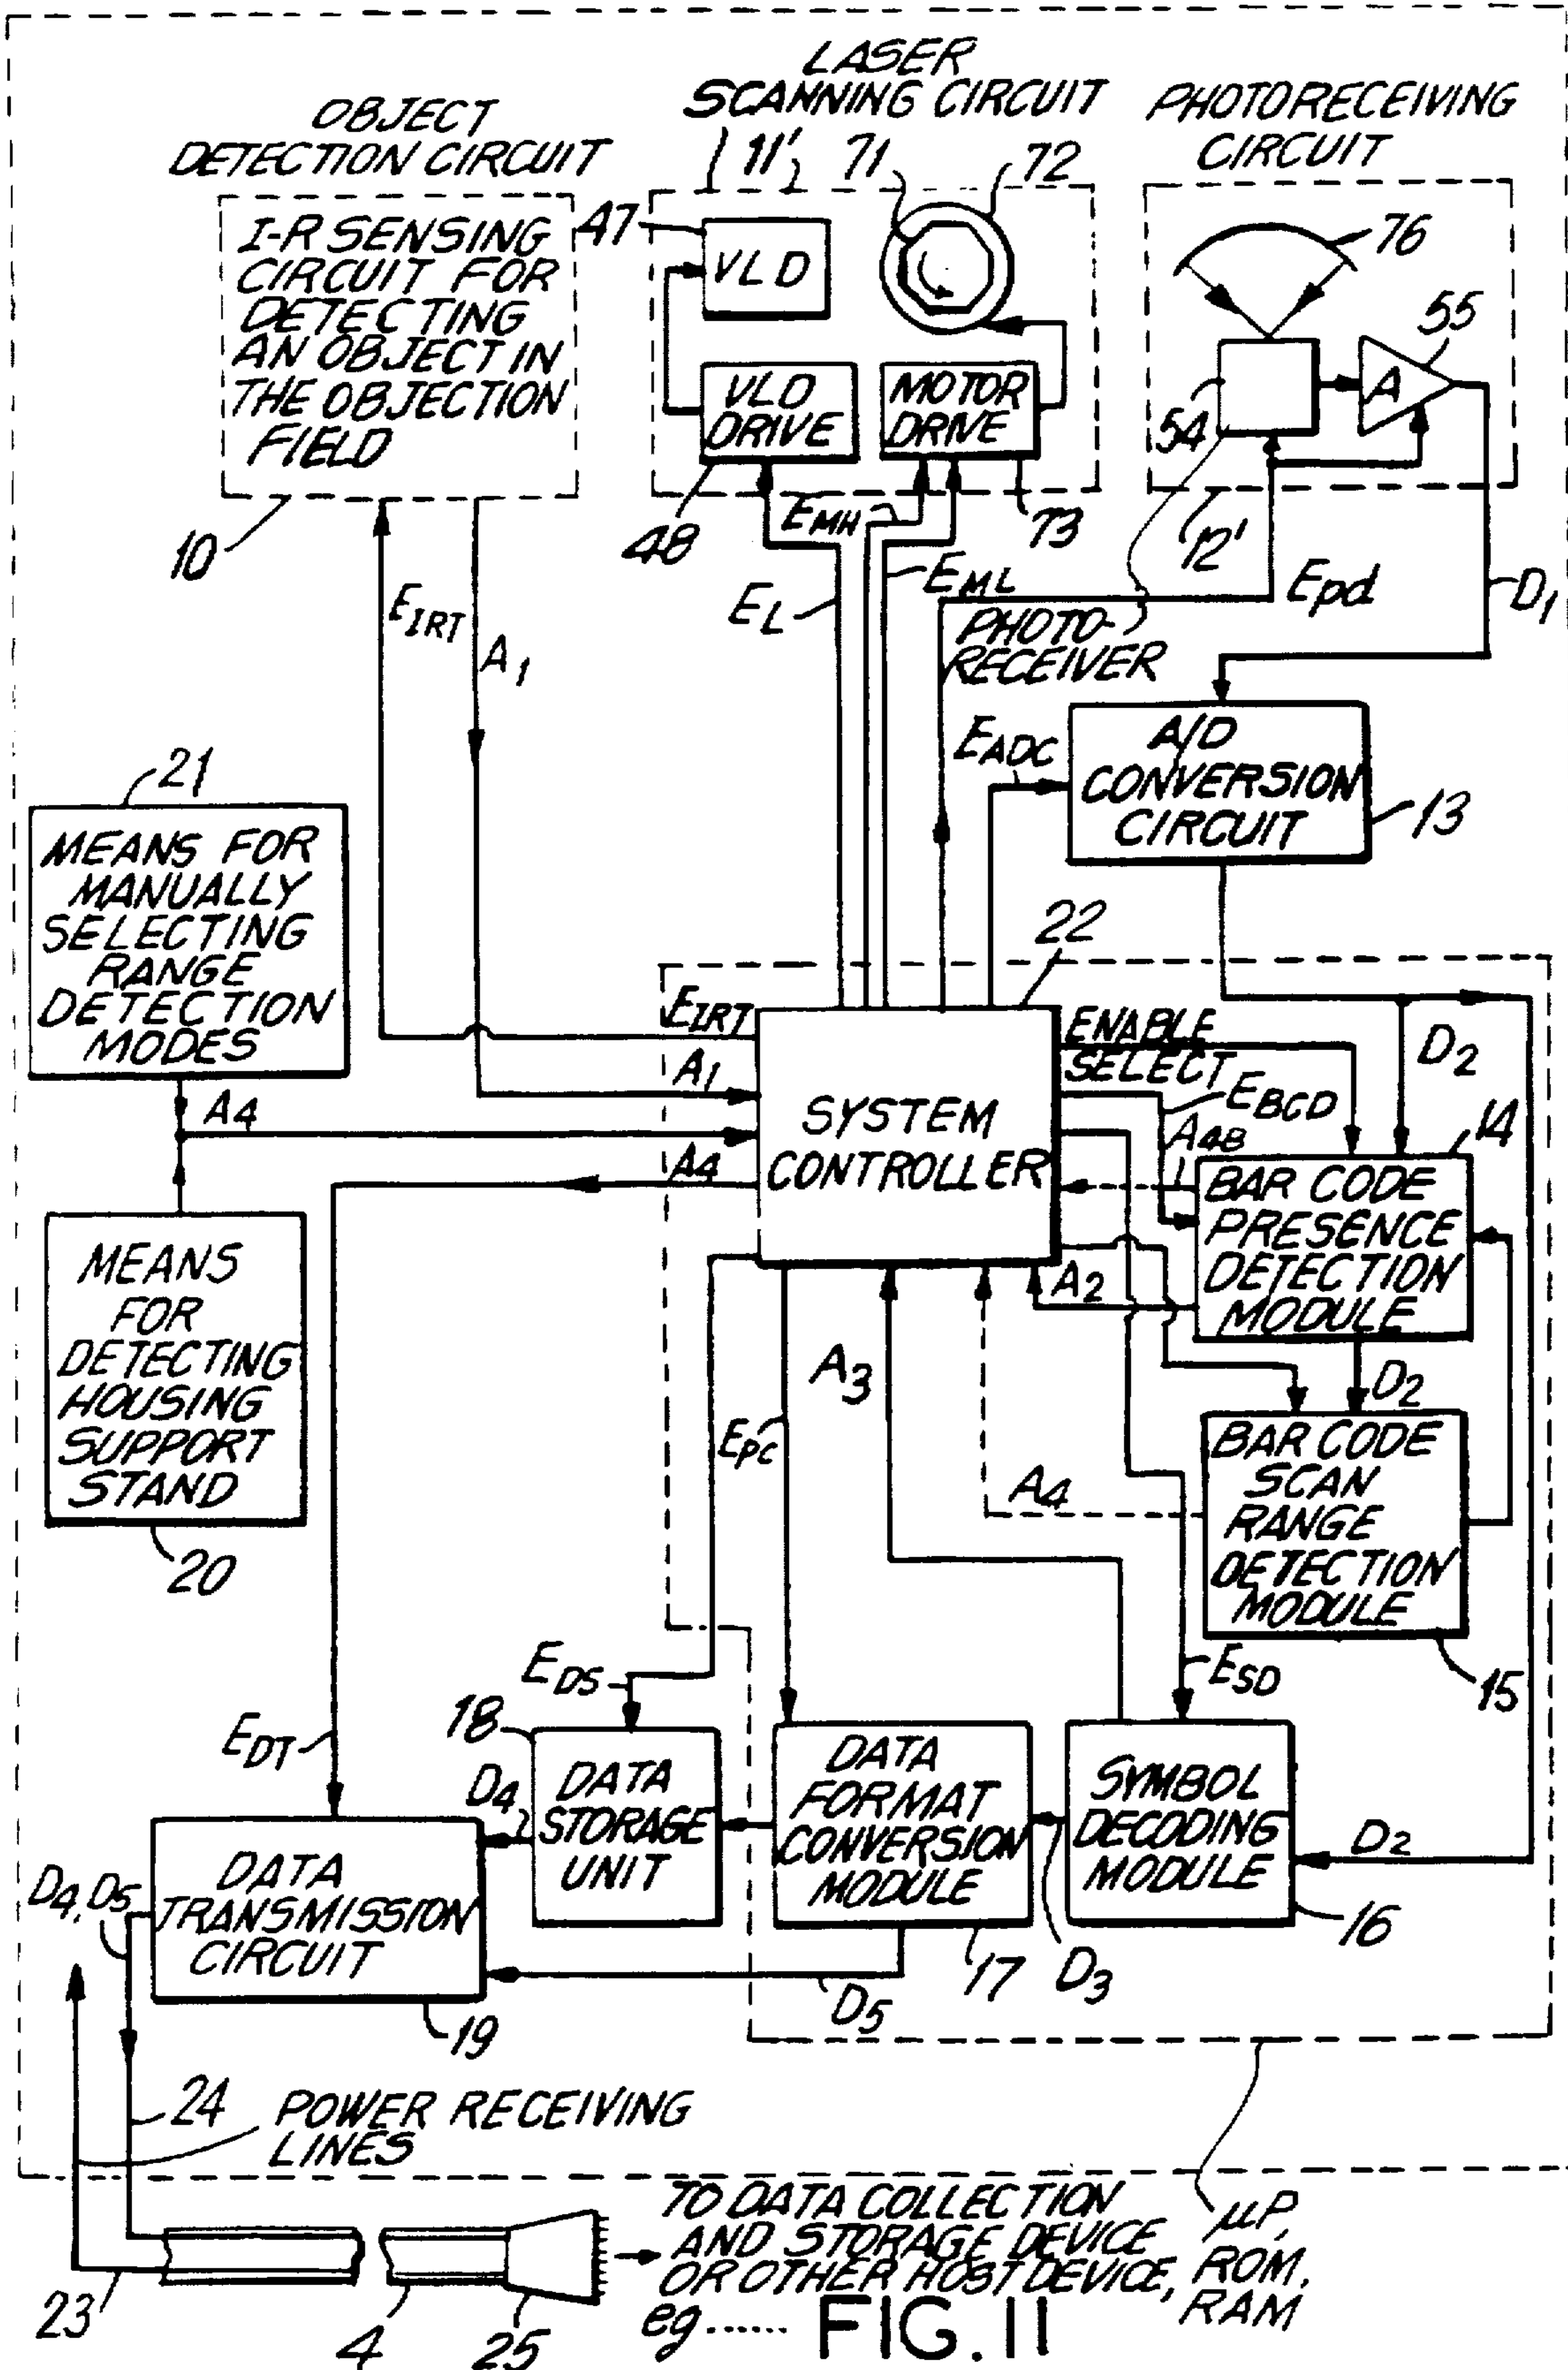 OBJECT
DETECTION CIRCUIT
LASER
SCANNING CIRCUIT
PHOTORECEIVING
CIRCUIT
11'
71
72
I-R SENSING
CIRCUIT FOR
DETECTING
AN OBJECT IN
THE OBJECTION
FIELD
47
VLD
76
55
VLD
DRIVE
MOTOR
DRIVE
54
A
10
48
EMH
73
12'
EIRT
A1
EL
EML
Epd
D1
PHOTO-
RECEIVER
EADC
A/D
CONVERSION
CIRCUIT
13
21
MEANS FOR
MANUALLY
SELECTING
RANGE
DETECTION
MODES
22
EIRT
A1
ENABLE
SELECT
D2
EBCD
A4
A4B
14
SYSTEM
CONTROLLER
A4
BAR CODE
PRESENCE
DETECTION
MODULE
MEANS
FOR
DETECTING
HOUSING
SUPPORT
STAND
A2
A3
D2
EPC
A4
BAR CODE
SCAN
RANGE
DETECTION
MODULE
20
15
EDS
ESD
18
EDT
D4
DATA
STORAGE
UNIT
DATA
FORMAT
CONVERSION
MODULE
SYMBOL
DECODING
MODULE
D2
D4, D5
DATA
TRANSMISSION
CIRCUIT
16
17
D3
D5
19
24
POWER RECEIVING
LINES
TO DATA COLLECTION
AND STORAGE DEVICE
OR OTHER HOST DEVICE,
eg......
μP,
ROM,
RAM
23
4
25
FIG. 11